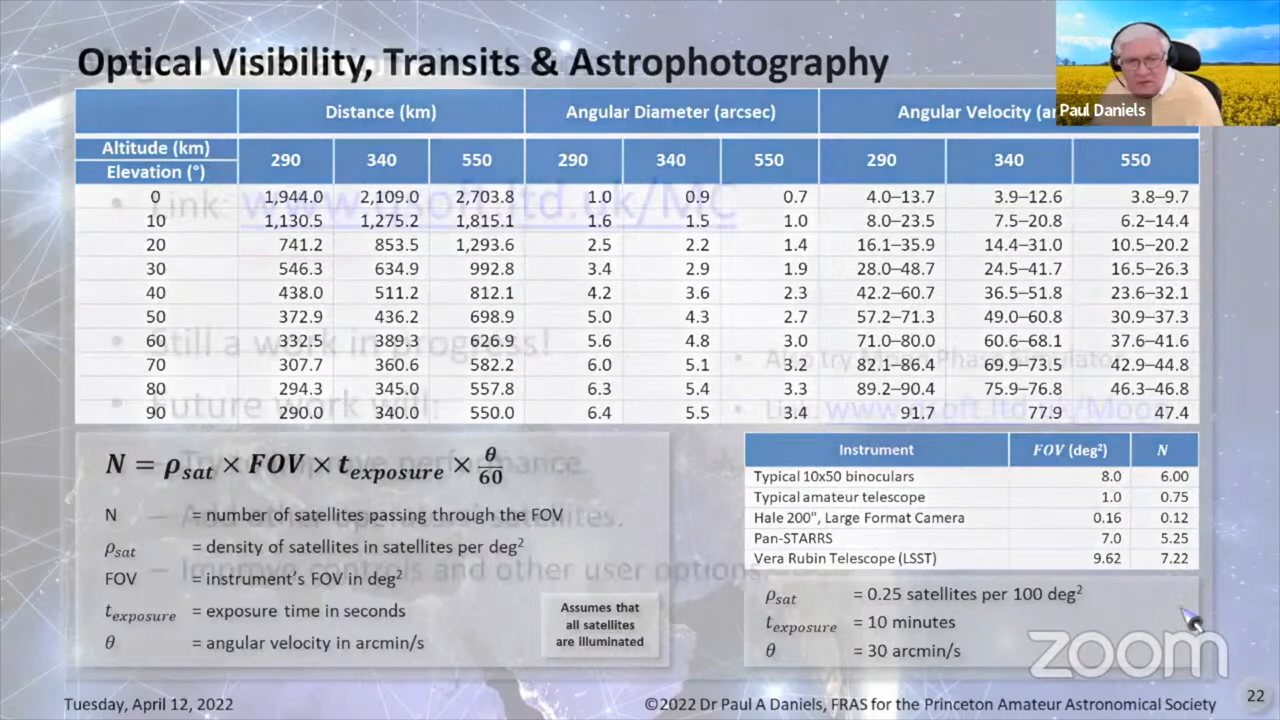 Optical Visibility, Transits & Astrophotography
Paul Daniels
Distance (km) Angular Diameter (arcsec) Angular Velocity (ar
Altitude (km) 290 340 550 290 340 550 290 340 550
Elevation (°)
0 1,944.0 2,109.0 2,703.8 1.0 0.9 0.7 4.0–13.7 3.9–12.6 3.8–9.7
10 1,130.5 1,275.2 1,815.1 1.6 1.5 1.0 8.0–23.5 7.5–20.8 6.2–14.4
20 741.2 853.5 1,293.6 2.5 2.2 1.4 16.1–35.9 14.4–31.0 10.5–20.2
30 546.3 634.9 992.8 3.4 2.9 1.9 28.0–48.7 24.5–41.7 16.5–26.3
40 438.0 511.2 812.1 4.2 3.6 2.3 42.2–60.7 36.5–51.8 23.6–32.1
50 372.9 436.2 698.9 5.0 4.3 2.7 57.2–71.3 49.0–60.8 30.9–37.3
60 332.5 389.3 626.9 5.6 4.8 3.0 71.0–80.0 60.6–68.1 37.6–41.6
70 307.7 360.6 582.2 6.0 5.1 3.2 82.1–86.4 69.9–73.5 42.9–44.8
80 294.3 345.0 557.8 6.3 5.4 3.3 89.2–90.4 75.9–76.8 46.3–46.8
90 290.0 340.0 550.0 6.4 5.5 3.4 91.7 77.9 47.4
• Link:
• Still a work in progress!
• Future work will:
N = ρsat × FOV × texposure × θ/60
N = number of satellites passing through the FOV
ρsat = density of satellites in satellites per deg²
FOV = instrument's FOV in deg²
texposure = exposure time in seconds
θ = angular velocity in arcmin/s
Assumes that
all satellites
are illuminated
Instrument FOV (deg²) N
Typical 10x50 binoculars 8.0 6.00
Typical amateur telescope 1.0 0.75
Hale 200", Large Format Camera 0.16 0.12
Pan-STARRS 7.0 5.25
Vera Rubin Telescope (LSST) 9.62 7.22
ρsat = 0.25 satellites per 100 deg²
texposure = 10 minutes
θ = 30 arcmin/s
zoom
Tuesday, April 12, 2022 ©2022 Dr Paul A Daniels, FRAS for the Princeton Amateur Astronomical Society 22